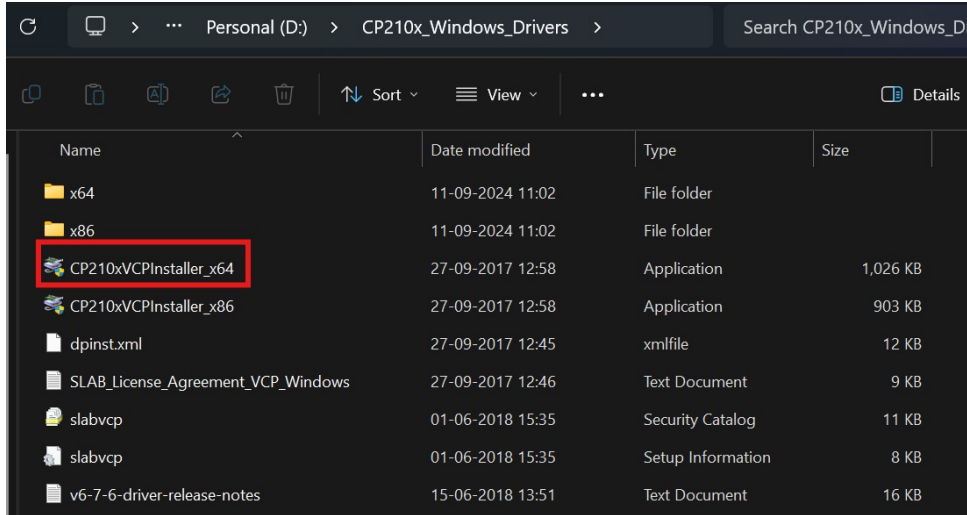 Personal (D:) > CP210x_Windows_Drivers > Search CP210x_Windows_D
Sort View Details
Name Date modified Type Size
x64 11-09-2024 11:02 File folder
x86 11-09-2024 11:02 File folder
CP210xVCPInstaller_x64 27-09-2017 12:58 Application 1,026 KB
CP210xVCPInstaller_x86 27-09-2017 12:58 Application 903 KB
dpinst.xml 27-09-2017 12:45 xmlfile 12 KB
SLAB_License_Agreement_VCP_Windows 27-09-2017 12:46 Text Document 9 KB
slabvcp 01-06-2018 15:35 Security Catalog 11 KB
slabvcp 01-06-2018 15:35 Setup Information 8 KB
v6-7-6-driver-release-notes 15-06-2018 13:51 Text Document 16 KB